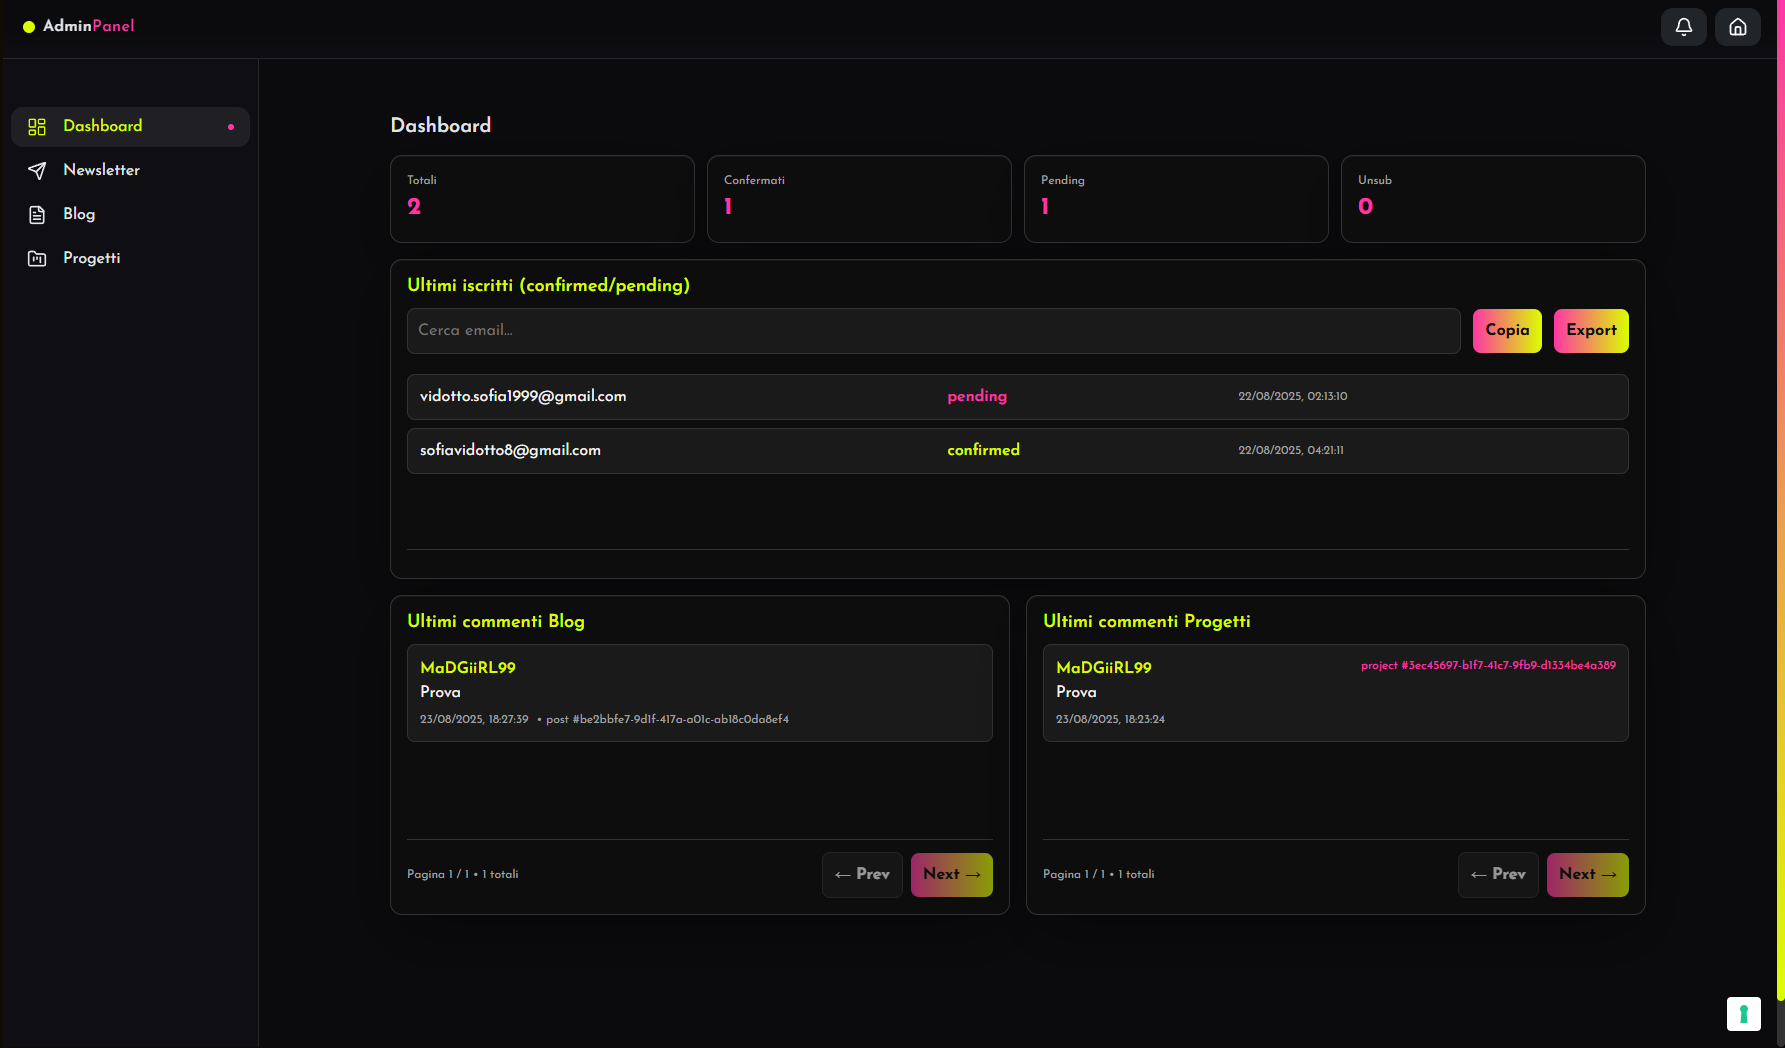 AdminPanel
Dashboard
Newsletter
Blog
Progetti
Dashboard
Totali
2
Confermati
1
Pending
1
Unsub
0
Ultimi iscritti (confirmed/pending)
Cerca email...
Copia
Export
vidotto.sofia1999@gmail.com pending 22/08/2025, 02:13:10
sofiavidotto8@gmail.com confirmed 22/08/2025, 04:21:11
Ultimi commenti Blog
MaDGiiRL99
Prova
23/08/2025, 18:27:39 • post #be2bbfe7-9d1f-417a-a01c-ab18c0da8ef4
Pagina 1 / 1 • 1 totali
← Prev
Next →
Ultimi commenti Progetti
MaDGiiRL99 project #3ec45697-b1f7-41c7-9fb9-d1334be4a389
Prova
23/08/2025, 18:23:24
Pagina 1 / 1 • 1 totali
← Prev
Next →